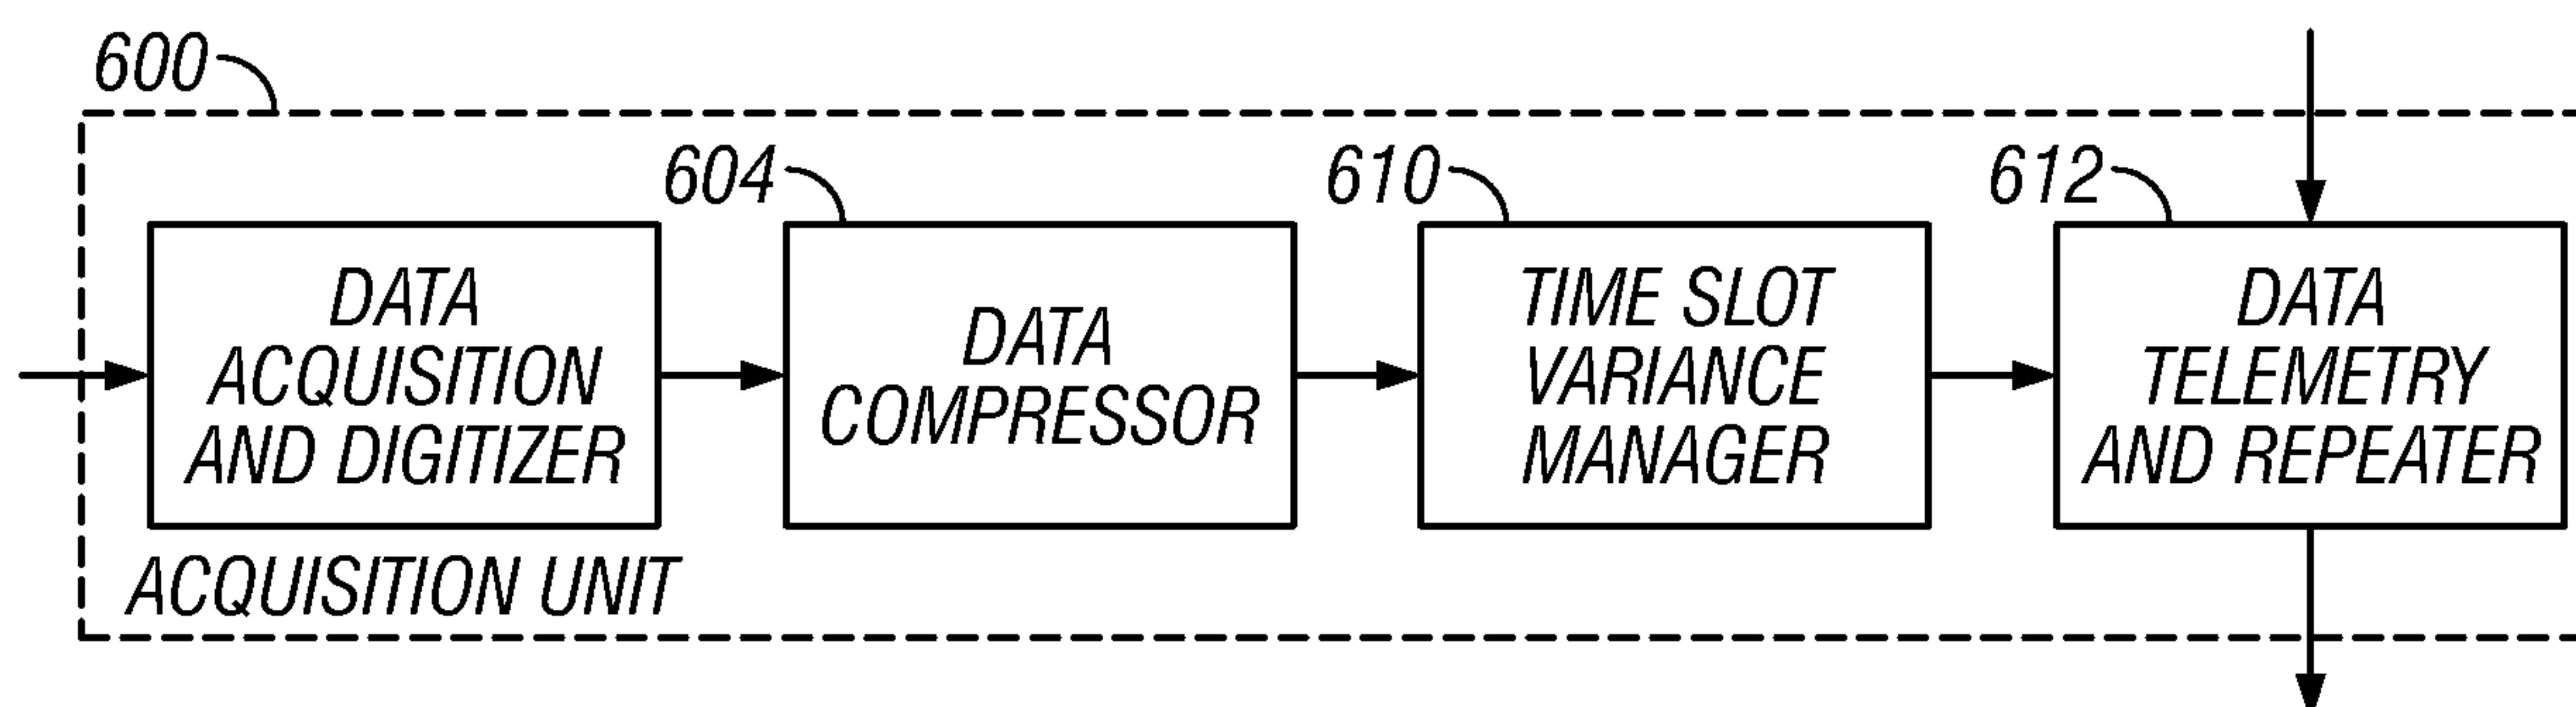 600
604
610
612
DATA
ACQUISITION
AND DIGITIZER
DATA
COMPRESSOR
TIME SLOT
VARIANCE
MANAGER
DATA
TELEMETRY
AND REPEATER
ACQUISITION UNIT